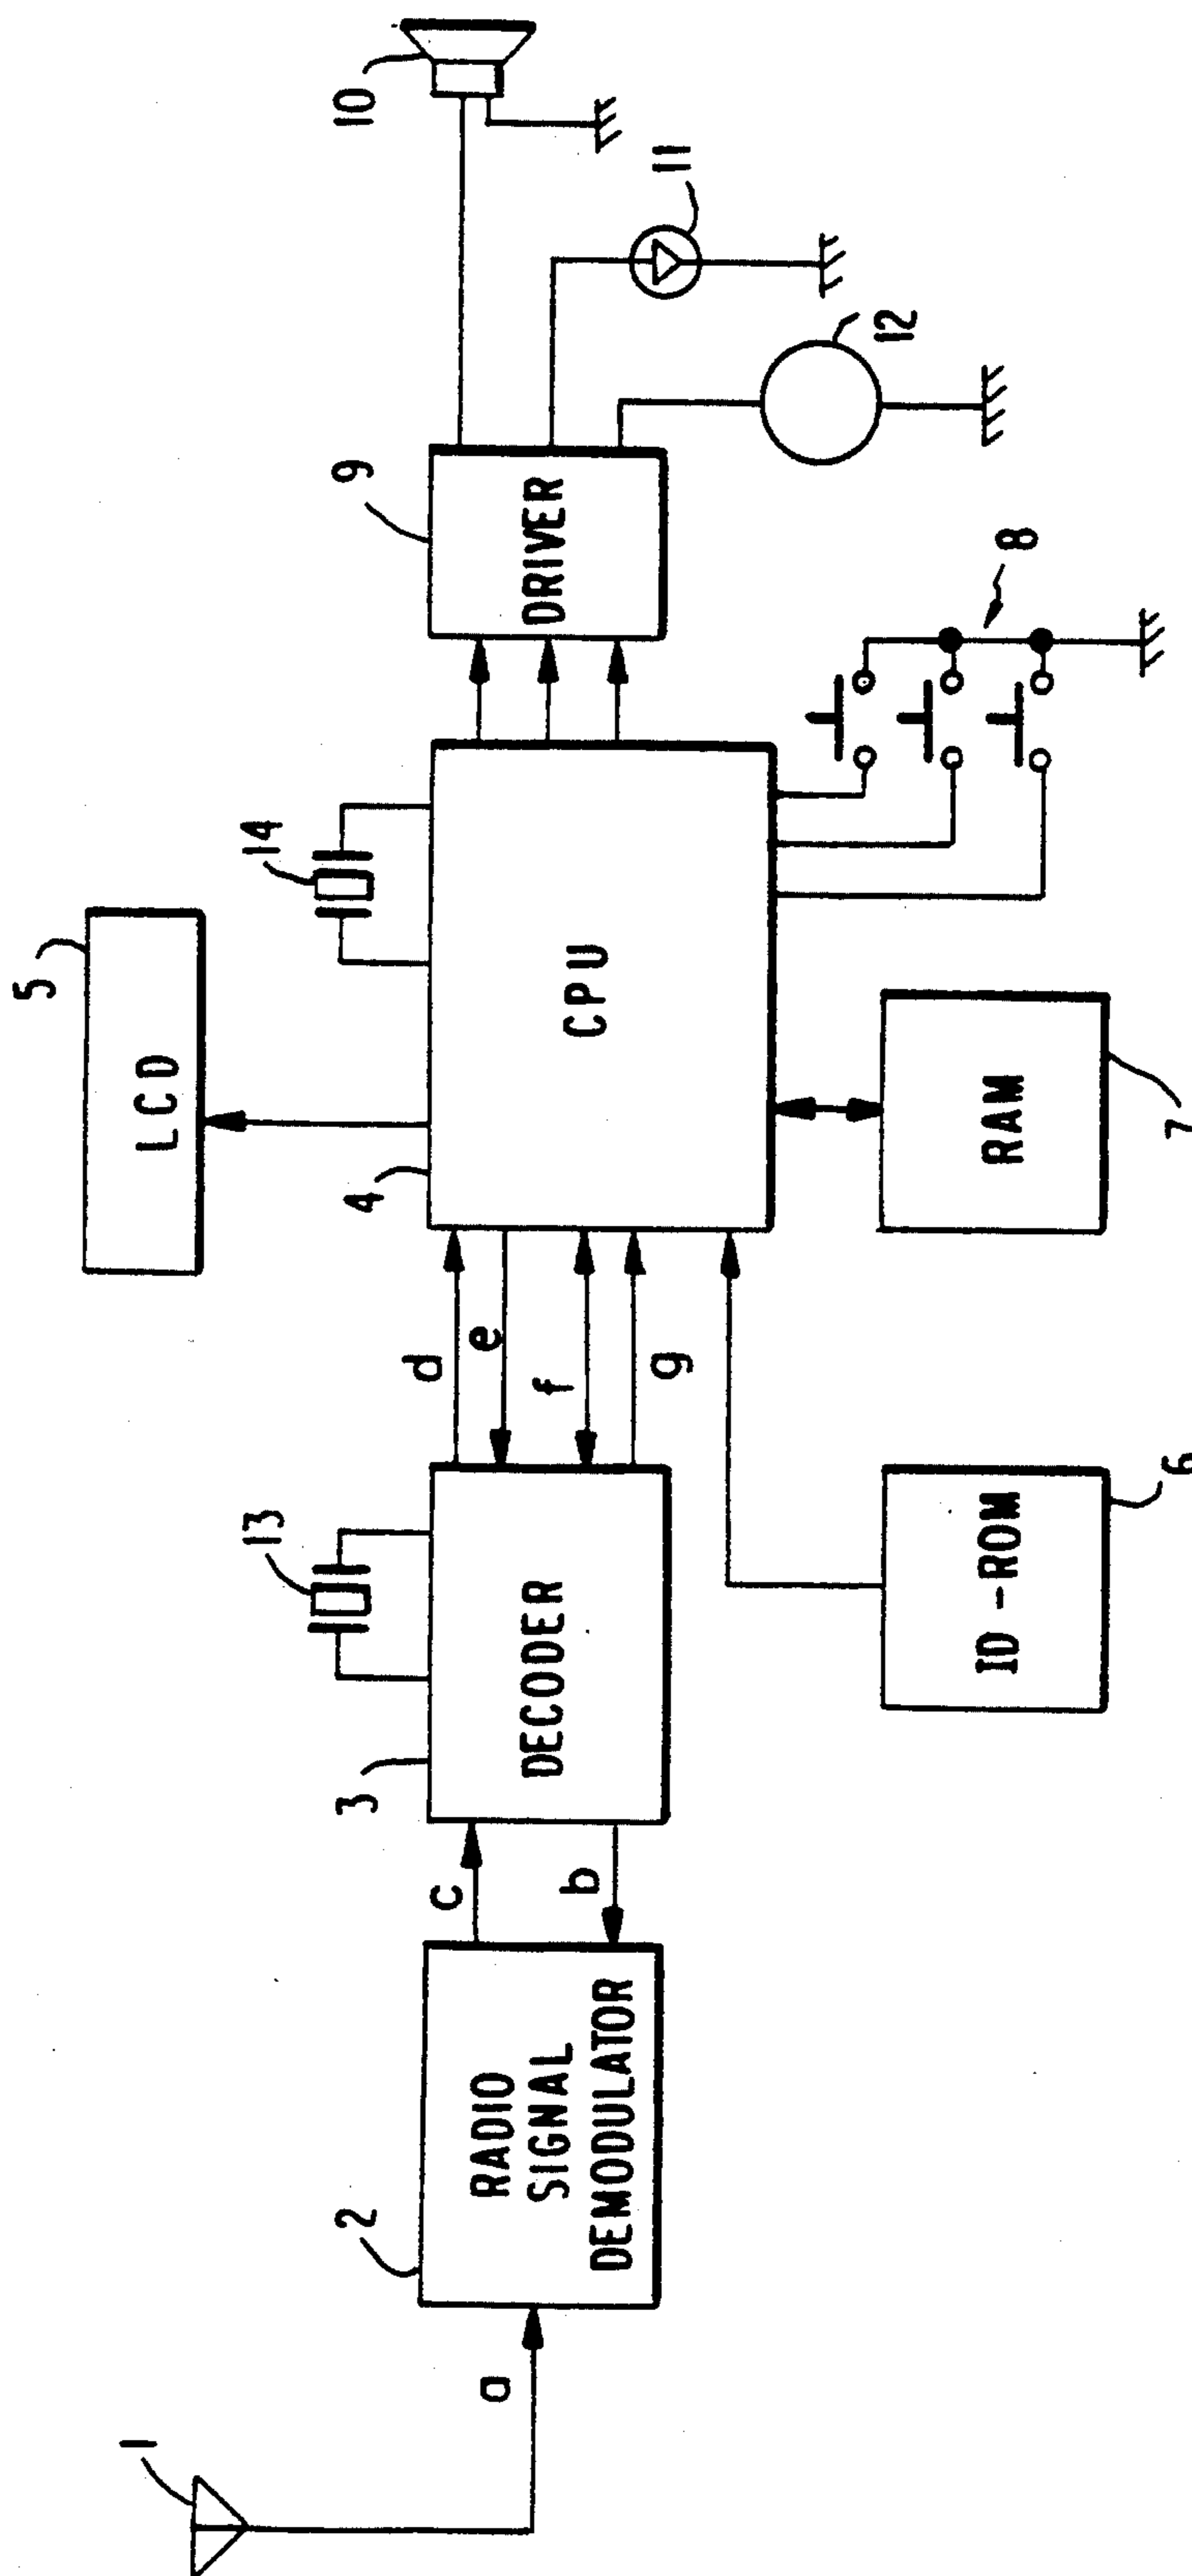 1
a
2
RADIO
SIGNAL
DEMODULATOR
c
b
3
DECODER
13
d
e
f
g
4
CPU
14
5
LCD
6
ID -ROM
7
RAM
8
9
DRIVER
10
11
12